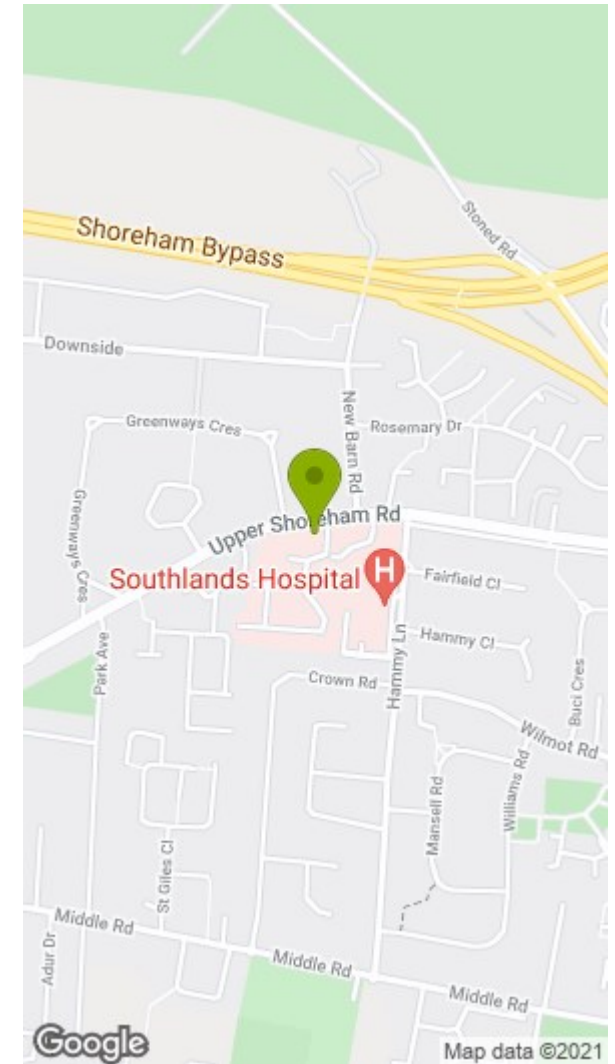 Stoned Rd
Shoreham Bypass
Downside
Greenways Cres
New Barn Rd
Rosemary Dr
Greenways Cres
Upper Shoreham Rd
Southlands Hospital
H
Fairfield Cl
Hammy Cl
Hammy Ln
Park Ave
Crown Rd
Buci Cres
Wilmot Rd
Williams Rd
Mansell Rd
St Giles Cl
Middle Rd
Adur Dr
Middle Rd
Middle Rd
Google
Map data ©2021